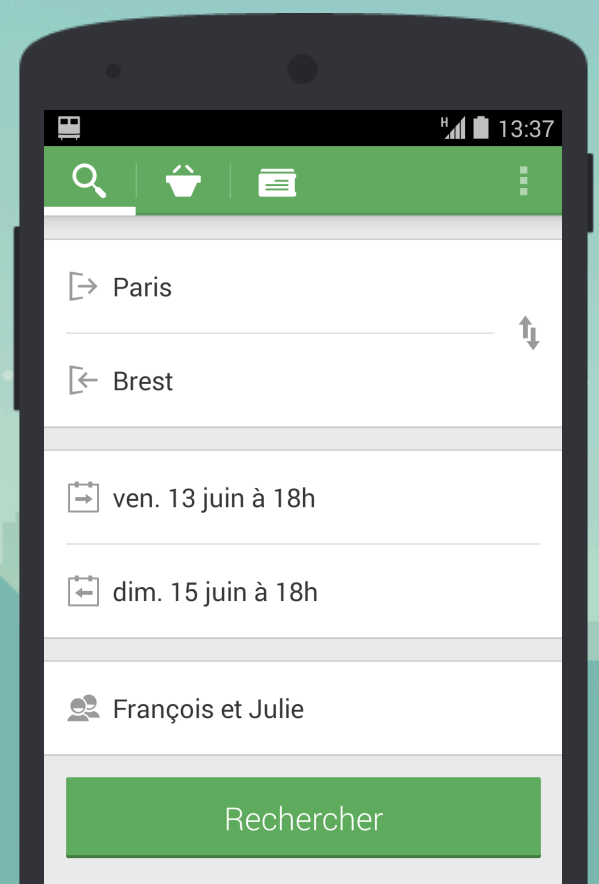 H 13:37
Paris
Brest
ven. 13 juin à 18h
dim. 15 juin à 18h
François et Julie
Rechercher